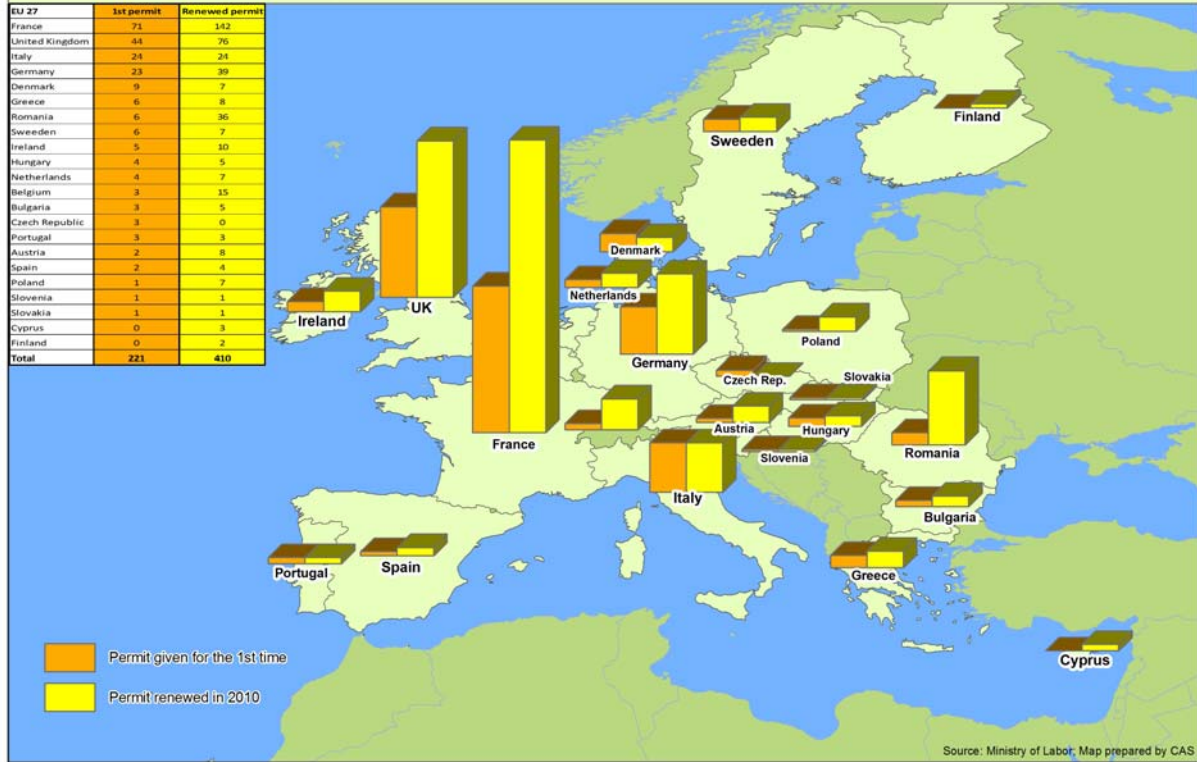 EU 27 1st permit Renewed permit
France 71 142
United Kingdom 44 76
Italy 24 24
Germany 23 39
Denmark 9 7
Greece 6 8
Romania 6 36
Sweeden 6 7
Ireland 5 10
Hungary 4 5
Netherlands 4 7
Belgium 3 15
Bulgaria 3 5
Czech Republic 3 0
Portugal 3 3
Austria 2 8
Spain 2 4
Poland 1 7
Slovenia 1 1
Slovakia 1 1
Cyprus 0 3
Finland 0 2
Total 221 410
Finland
Sweeden
Denmark
Netherlands
UK
Ireland
Poland
Germany
Czech Rep.
Slovakia
France
Austria
Hungary
Slovenia
Romania
Italy
Bulgaria
Spain
Portugal
Greece
Cyprus
Permit given for the 1st time
Permit renewed in 2010
Source: Ministry of Labor; Map prepared by CAS